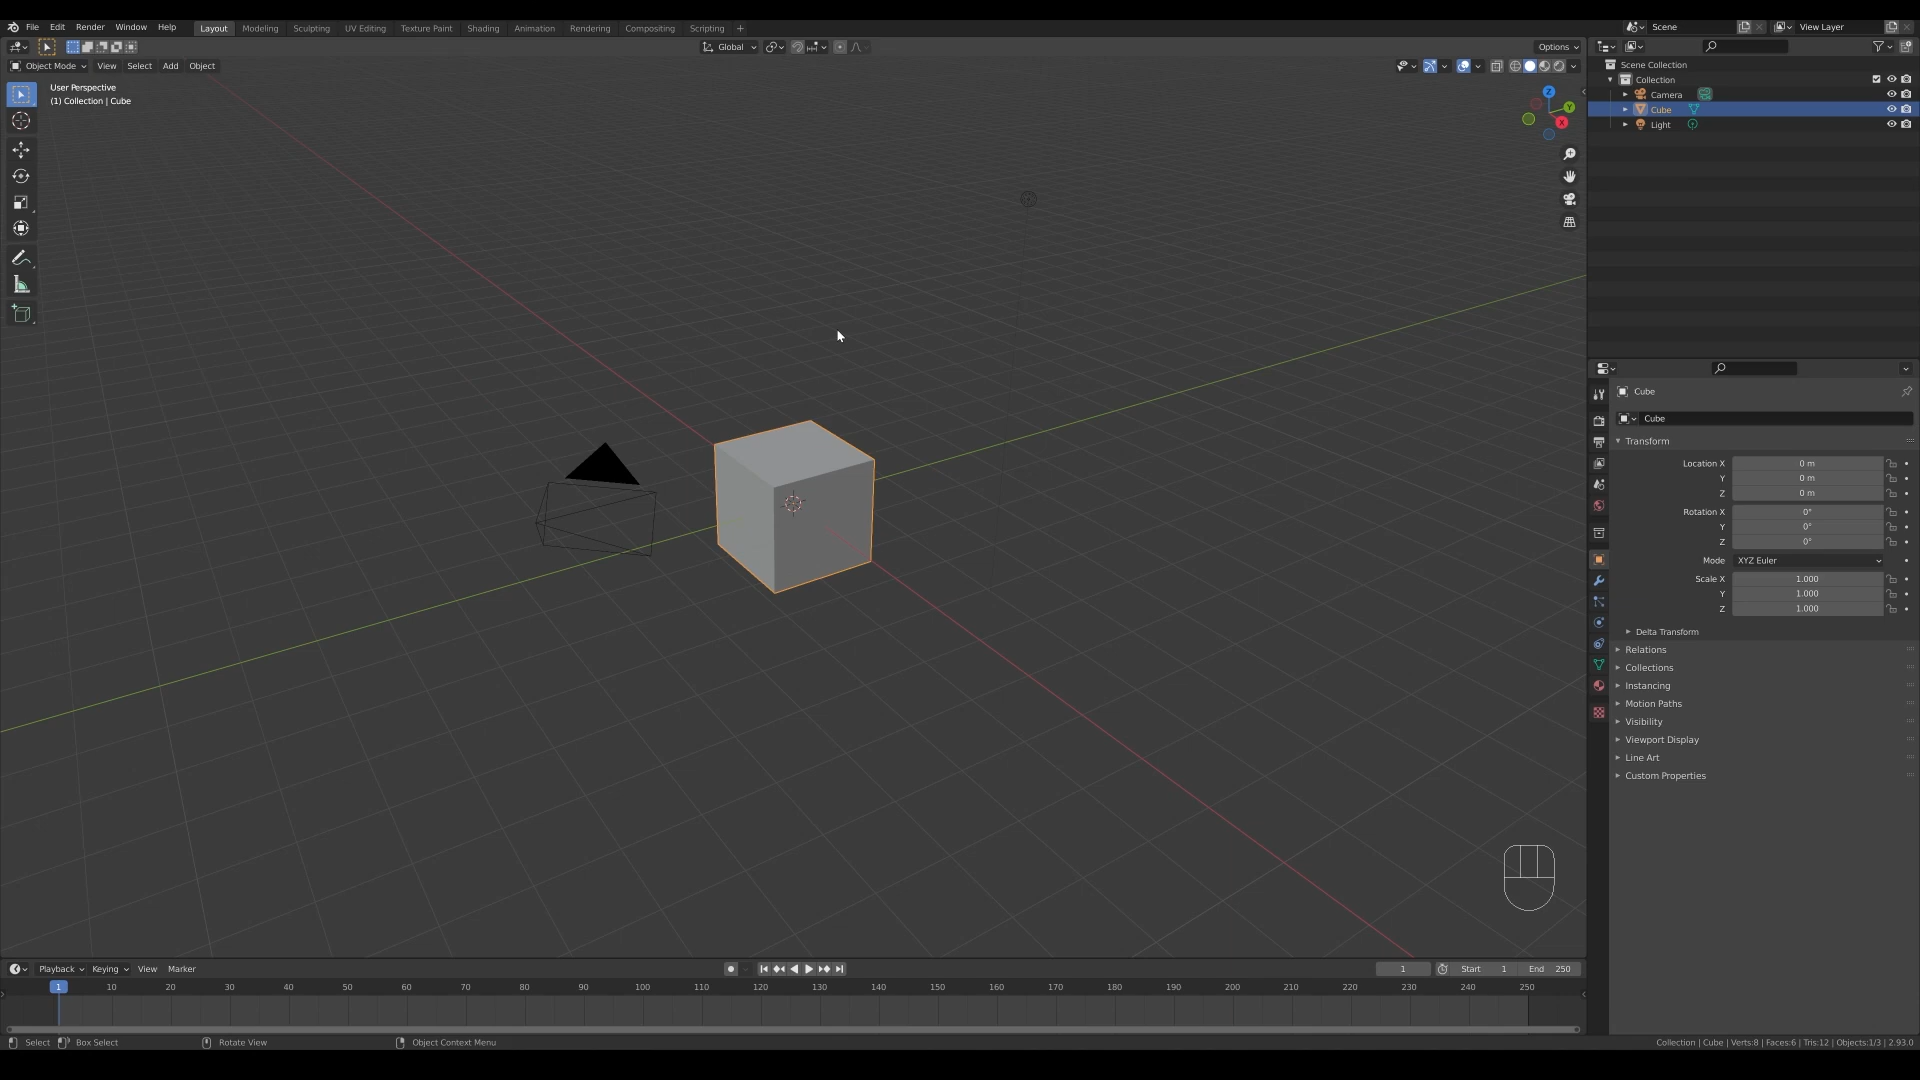 File Edit Render Window Help Layout Modeling Sculpting UV Editing Texture Paint Shading Animation Rendering Compositing Scripting + Scene View Layer
Global Options
Object Mode View Select Add Object
User Perspective
(1) Collection | Cube
Z
Y
X
Scene Collection
Collection
Camera
Cube
Light
Cube
Cube
Transform
Location X 0 m
Y 0 m
Z 0 m
Rotation X 0°
Y 0°
Z 0°
Mode XYZ Euler
Scale X 1.000
Y 1.000
Z 1.000
Delta Transform
Relations
Collections
Instancing
Motion Paths
Visibility
Viewport Display
Line Art
Custom Properties
Playback Keying View Marker 1 Start 1 End 250
1 10 20 30 40 50 60 70 80 90 100 110 120 130 140 150 160 170 180 190 200 210 220 230 240 250
Select Box Select Rotate View Object Context Menu Collection | Cube | Verts:8 | Faces:6 | Tris:12 | Objects:1/3 | 2.93.0